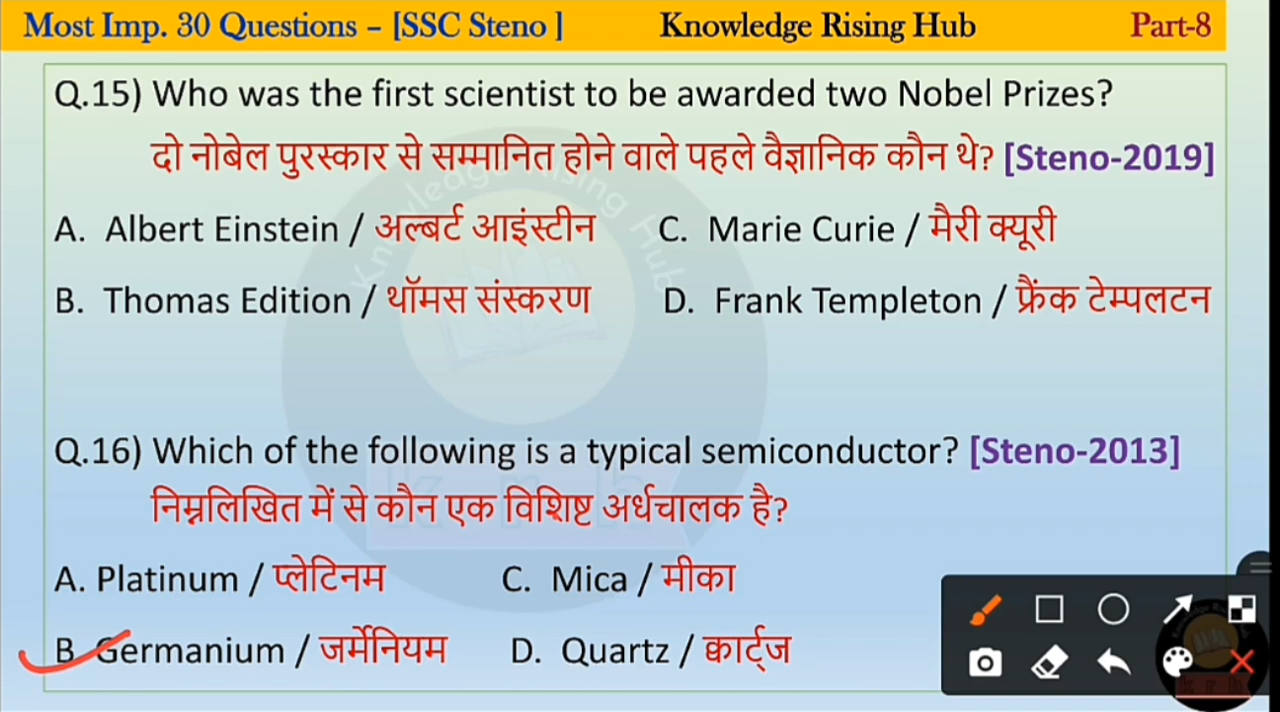 Most Imp. 30 Questions – [SSC Steno ] Knowledge Rising Hub Part-8
Q.15) Who was the first scientist to be awarded two Nobel Prizes?
दो नोबेल पुरस्कार से सम्मानित होने वाले पहले वैज्ञानिक कौन थे? [Steno-2019]
A. Albert Einstein / अल्बर्ट आइंस्टीन C. Marie Curie / मैरी क्यूरी
B. Thomas Edition / थॉमस संस्करण D. Frank Templeton / फ्रैंक टेम्पलटन
Knowledge Rising Hub
Q.16) Which of the following is a typical semiconductor? [Steno-2013]
k r h
निम्नलिखित में से कौन एक विशिष्ट अर्धचालक है?
A. Platinum / प्लेटिनम C. Mica / मीका
B. Germanium / जर्मेनियम D. Quartz / क्वार्ट्ज
k r h